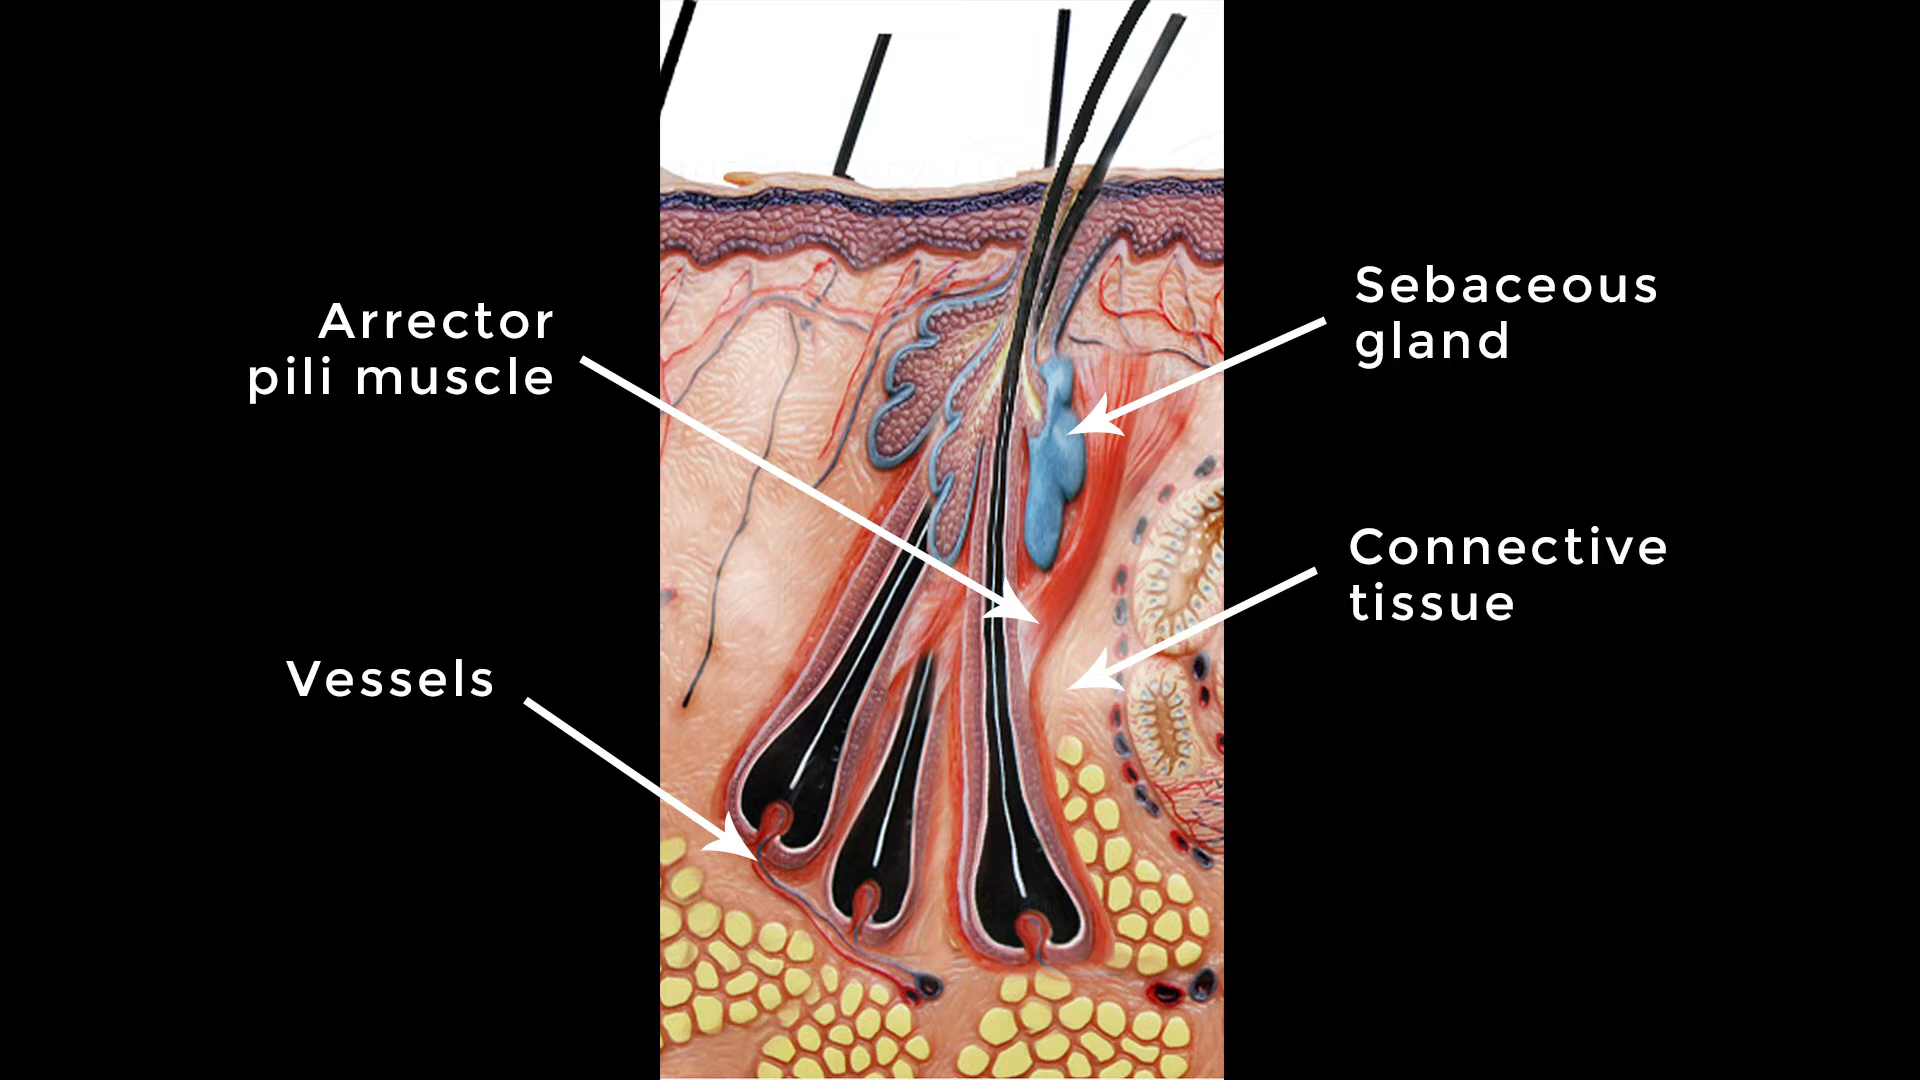 Arrector
pili muscle
Sebaceous
gland
Connective
tissue
Vessels